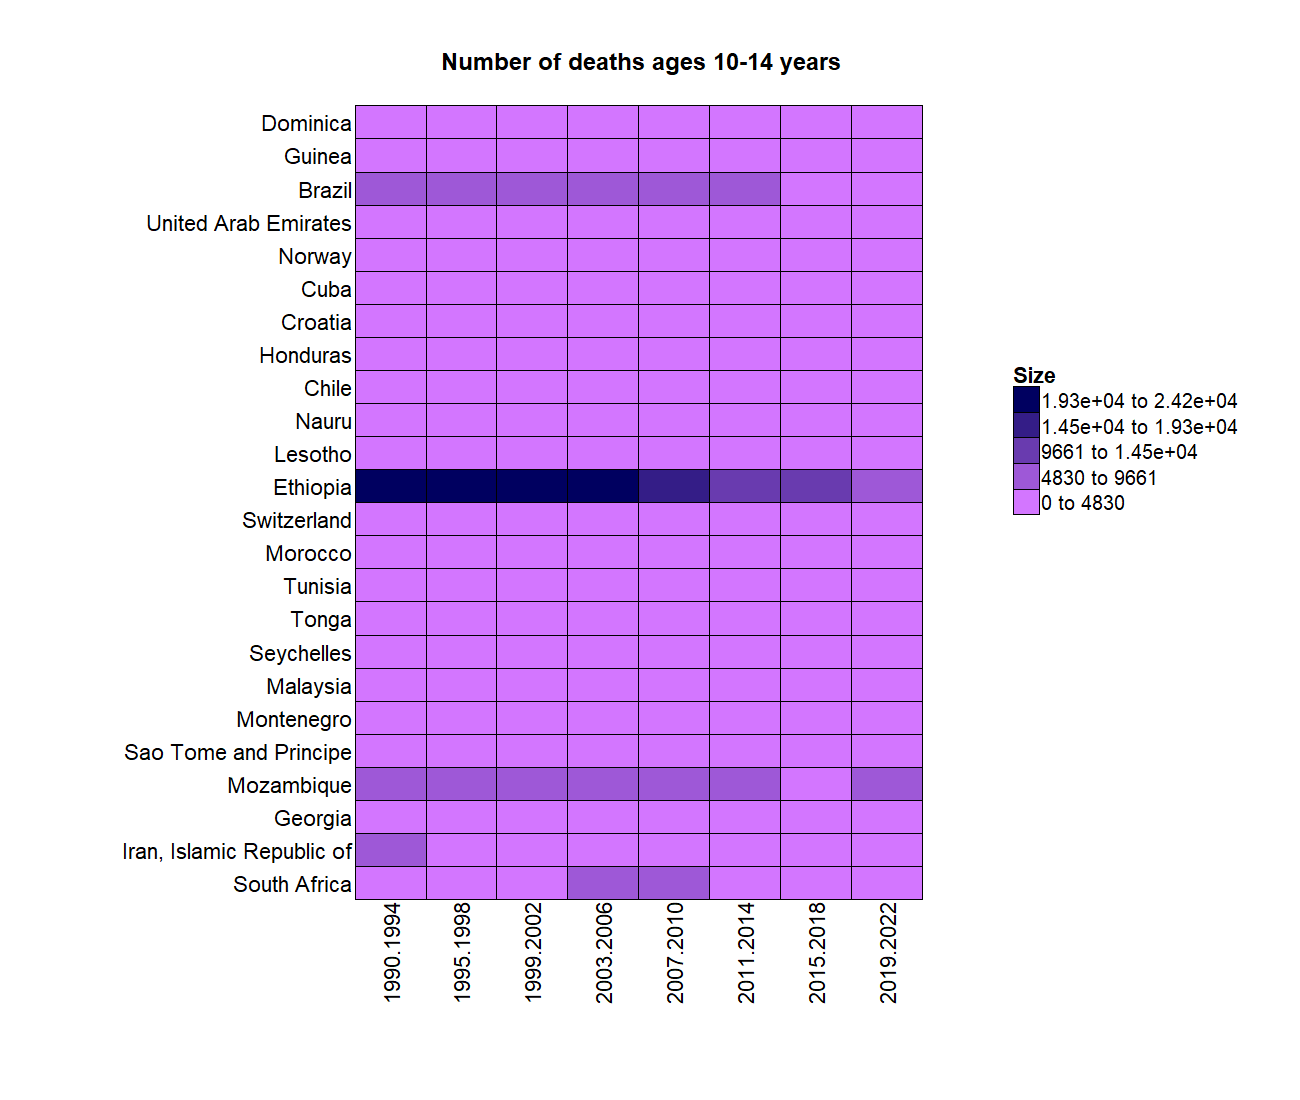 Number of deaths ages 10-14 years
Dominica
Guinea
Brazil
United Arab Emirates
Norway
Cuba
Croatia
Honduras
Chile
Nauru
Lesotho
Ethiopia
Switzerland
Morocco
Tunisia
Tonga
Seychelles
Malaysia
Montenegro
Sao Tome and Principe
Mozambique
Georgia
Iran, Islamic Republic of
South Africa
1990.1994
1995.1998
1999.2002
2003.2006
2007.2010
2011.2014
2015.2018
2019.2022
Size
1.93e+04 to 2.42e+04
1.45e+04 to 1.93e+04
9661 to 1.45e+04
4830 to 9661
0 to 4830